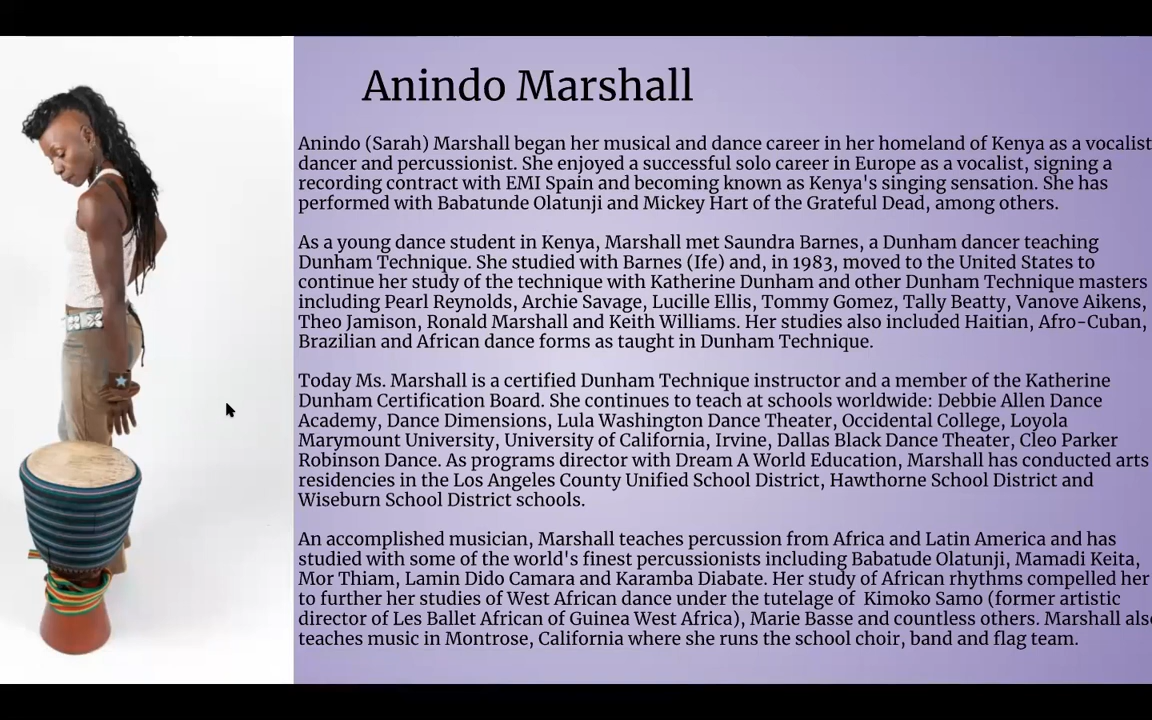 Anindo Marshall
Anindo (Sarah) Marshall began her musical and dance career in her homeland of Kenya as a vocalist
dancer and percussionist. She enjoyed a successful solo career in Europe as a vocalist, signing a
recording contract with EMI Spain and becoming known as Kenya's singing sensation. She has
performed with Babatunde Olatunji and Mickey Hart of the Grateful Dead, among others.
As a young dance student in Kenya, Marshall met Saundra Barnes, a Dunham dancer teaching
Dunham Technique. She studied with Barnes (Ife) and, in 1983, moved to the United States to
continue her study of the technique with Katherine Dunham and other Dunham Technique masters
including Pearl Reynolds, Archie Savage, Lucille Ellis, Tommy Gomez, Tally Beatty, Vanove Aikens,
Theo Jamison, Ronald Marshall and Keith Williams. Her studies also included Haitian, Afro-Cuban,
Brazilian and African dance forms as taught in Dunham Technique.
Today Ms. Marshall is a certified Dunham Technique instructor and a member of the Katherine
Dunham Certification Board. She continues to teach at schools worldwide: Debbie Allen Dance
Academy, Dance Dimensions, Lula Washington Dance Theater, Occidental College, Loyola
Marymount University, University of California, Irvine, Dallas Black Dance Theater, Cleo Parker
Robinson Dance. As programs director with Dream A World Education, Marshall has conducted arts
residencies in the Los Angeles County Unified School District, Hawthorne School District and
Wiseburn School District schools.
An accomplished musician, Marshall teaches percussion from Africa and Latin America and has
studied with some of the world's finest percussionists including Babatude Olatunji, Mamadi Keita,
Mor Thiam, Lamin Dido Camara and Karamba Diabate. Her study of African rhythms compelled her
to further her studies of West African dance under the tutelage of Kimoko Samo (former artistic
director of Les Ballet African of Guinea West Africa), Marie Basse and countless others. Marshall als
teaches music in Montrose, California where she runs the school choir, band and flag team.